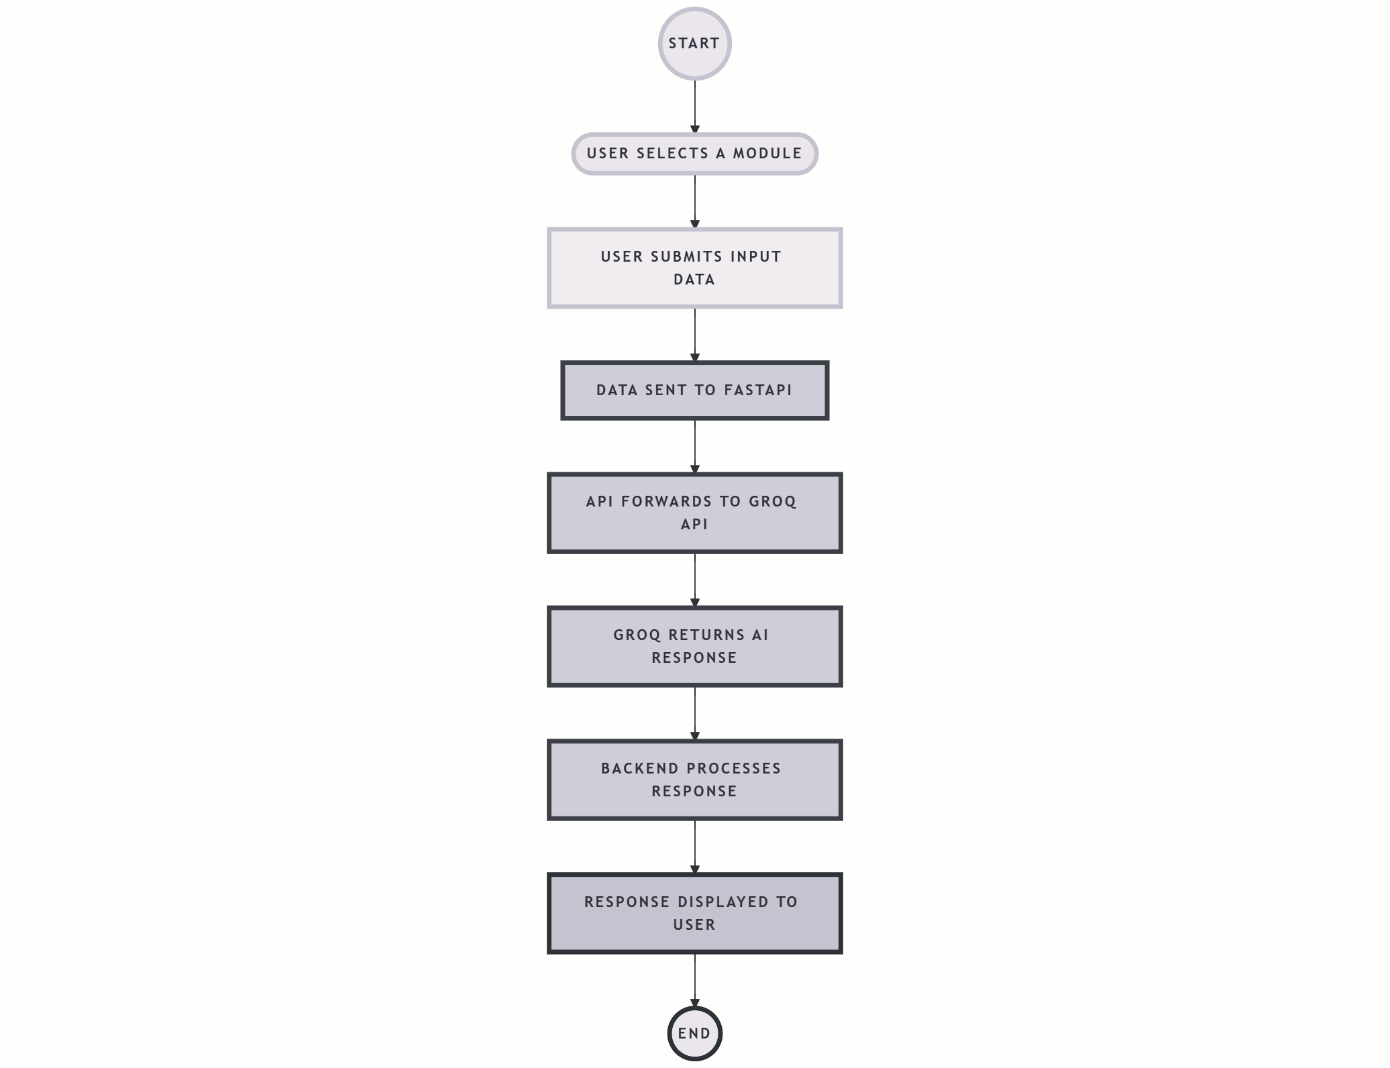 START
USER SELECTS A MODULE
USER SUBMITS INPUT
DATA
DATA SENT TO FASTAPI
API FORWARDS TO GROQ
API
GROQ RETURNS AI
RESPONSE
BACKEND PROCESSES
RESPONSE
RESPONSE DISPLAYED TO
USER
END